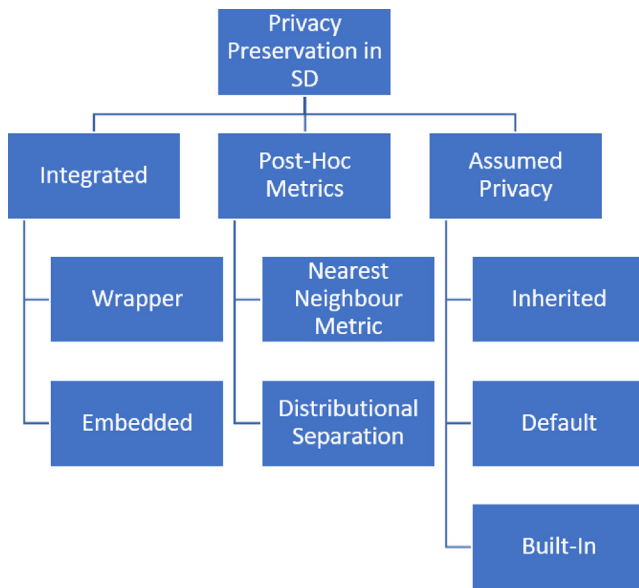 Privacy
Preservation in
SD
Integrated
Post-Hoc
Metrics
Assumed
Privacy
Wrapper
Nearest
Neighbour
Metric
Inherited
Embedded
Distributional
Separation
Default
Built-In